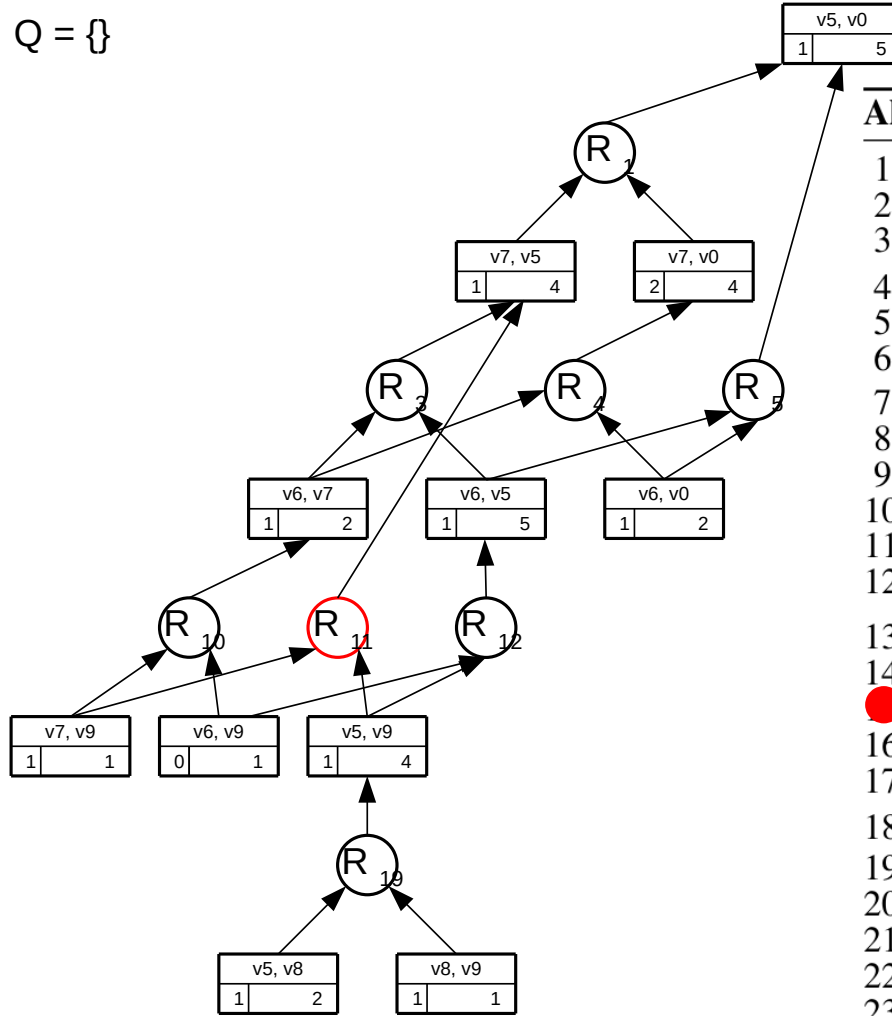 Q = {}
v5, v0
1 5
Al
R 1
1
2
3
v7, v5
1 4
v7, v0
2 4
4
5
6
R 3
R 4
R 5
7
8
9
v6, v7
1 2
v6, v5
1 5
v6, v0
1 2
10
11
12
R 10
R 11
R 12
13
14
v7, v9
1 1
v6, v9
0 1
v5, v9
1 4
16
17
18
R 19
19
20
21
22
23
v5, v8
1 2
v8, v9
1 1